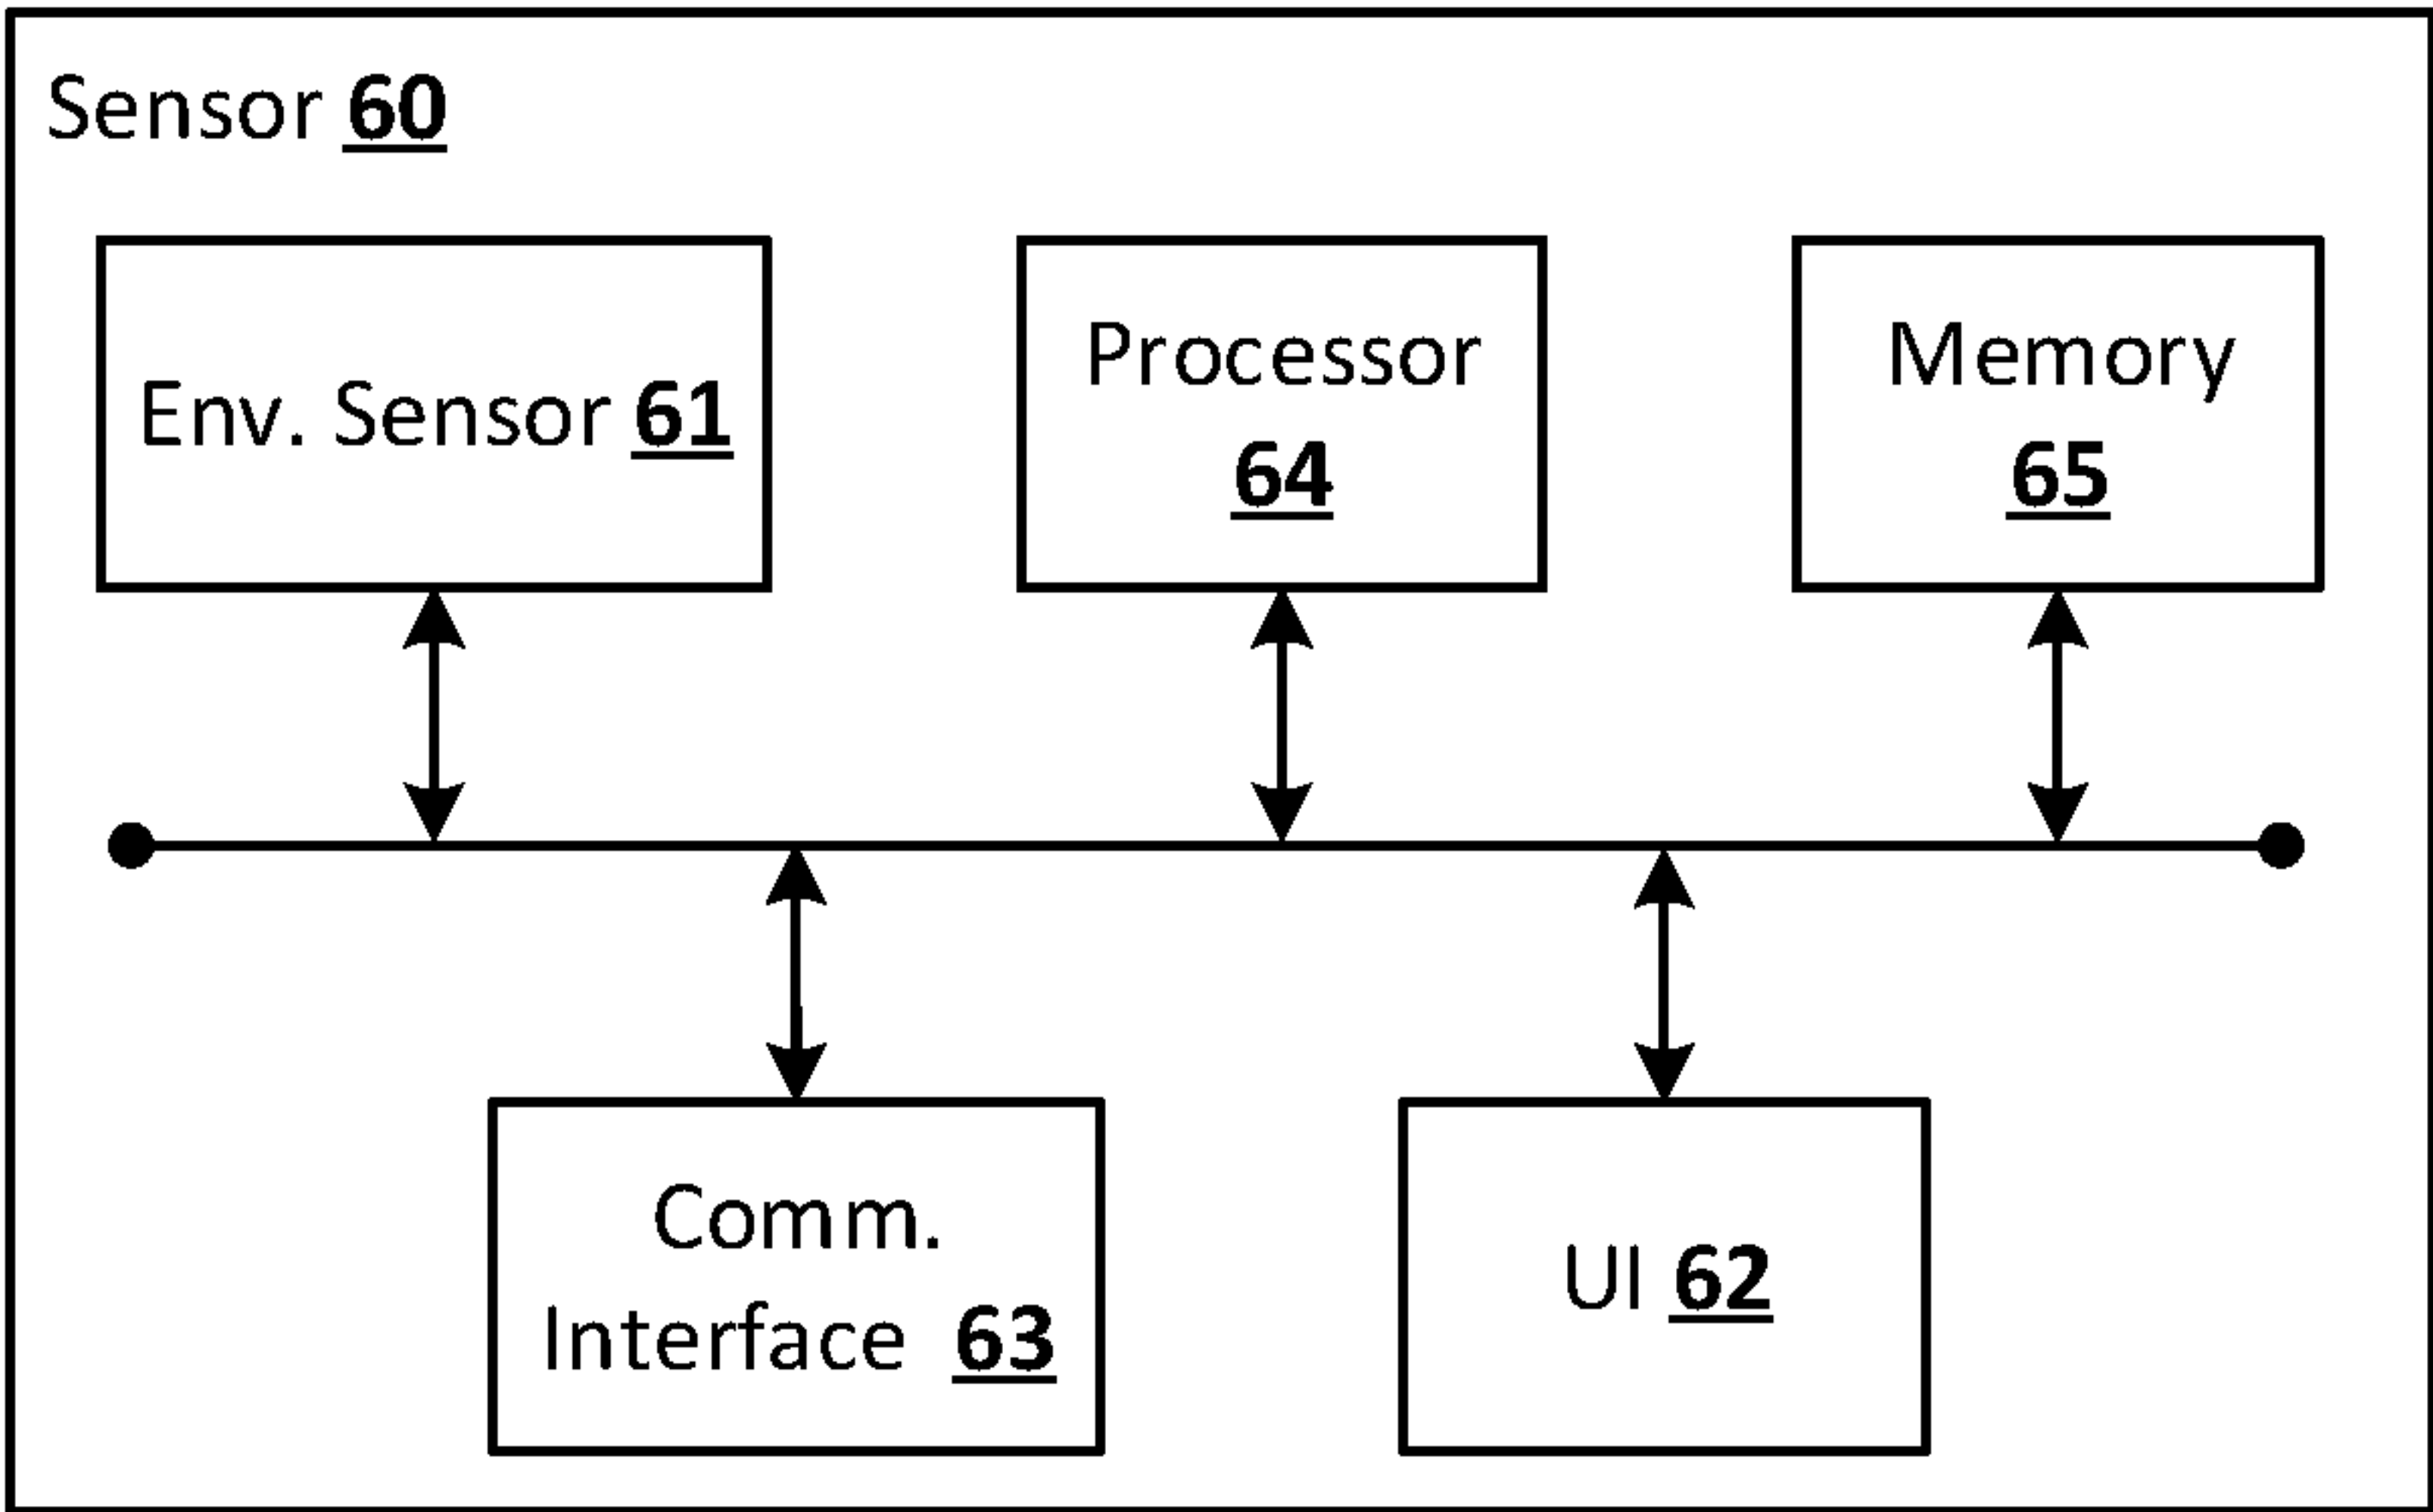 Sensor 60
Env. Sensor 61
Processor
64
Memory
65
Comm.
Interface 63
UI 62